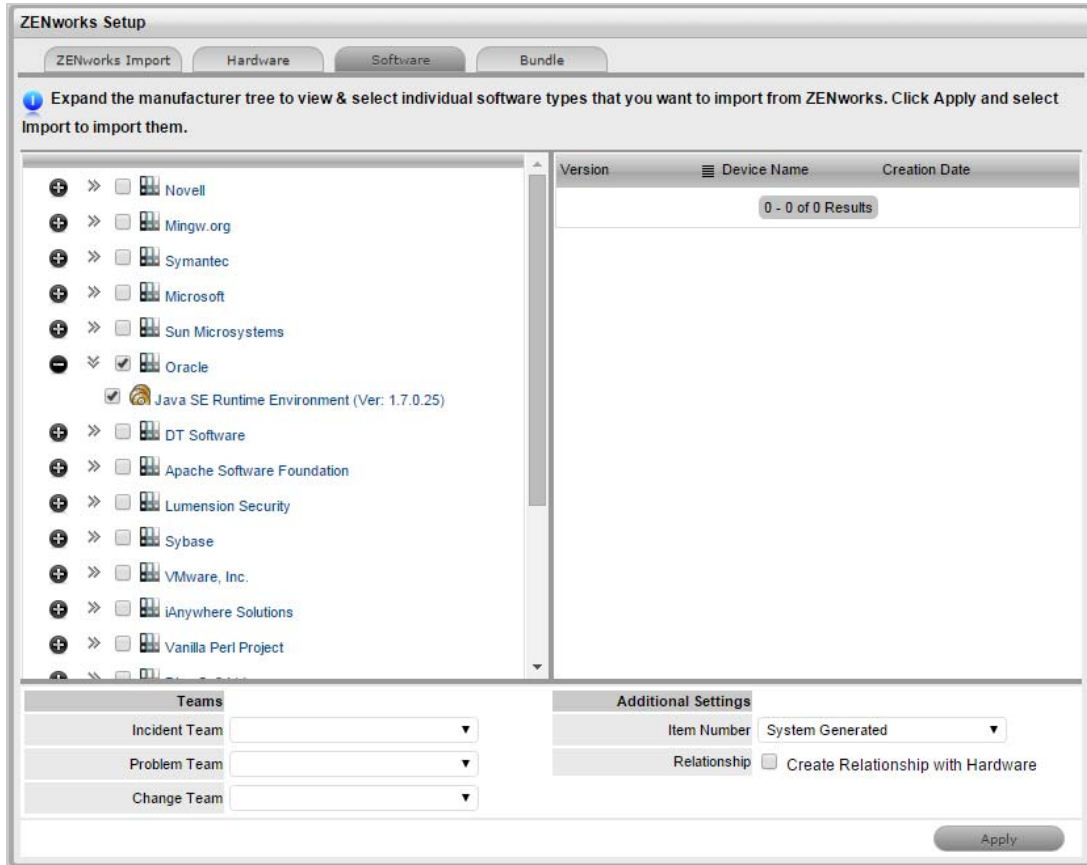 ZENworks Setup
ZENworks Import
Hardware
Software
Bundle
Expand the manufacturer tree to view & select individual software types that you want to import from ZENworks. Click Apply and select
Import to import them.
Novell
Mingw.org
Symantec
Microsoft
Sun Microsystems
Oracle
Java SE Runtime Environment (Ver: 1.7.0.25)
DT Software
Apache Software Foundation
Lumension Security
Sybase
VMware, Inc.
iAnywhere Solutions
Vanilla Perl Project
Version
Device Name
Creation Date
0 - 0 of 0 Results
Teams
Incident Team
Problem Team
Change Team
Additional Settings
Item Number
System Generated
Relationship
Create Relationship with Hardware
Apply